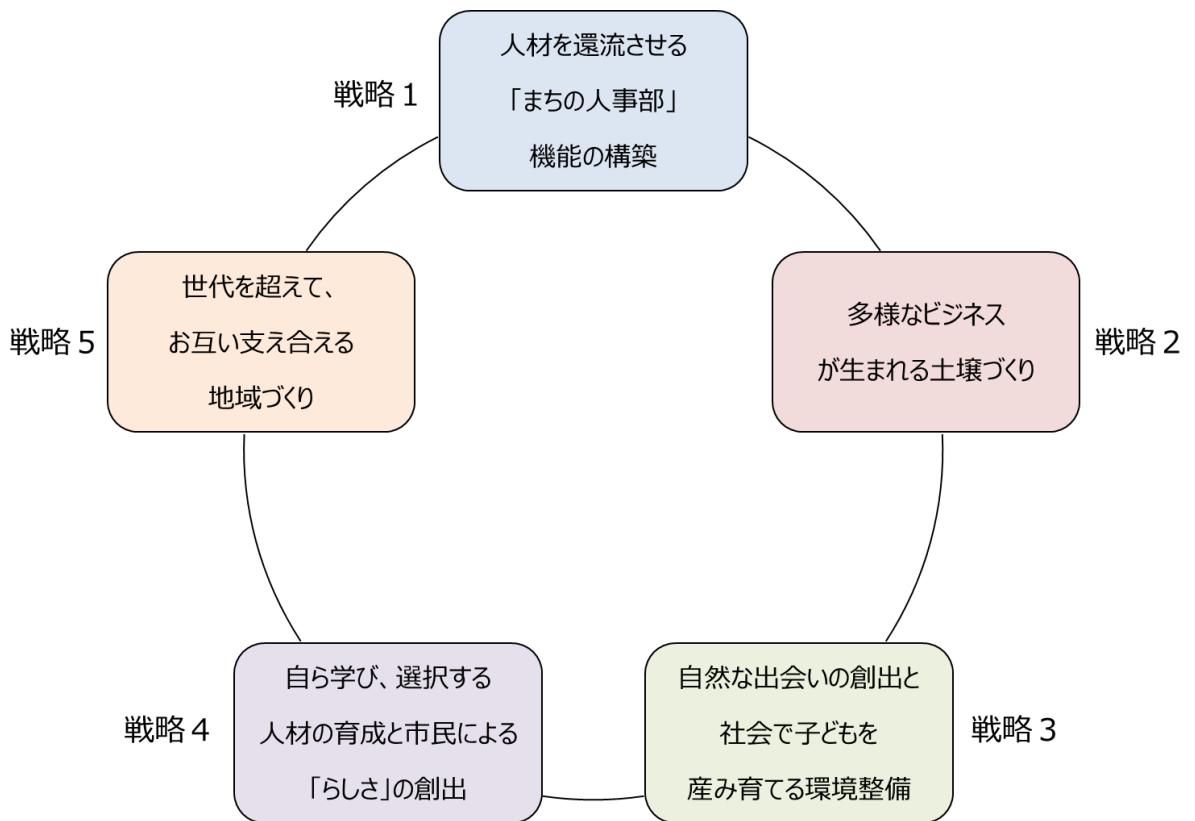 戦略１
人材を還流させる
「まちの人事部」
機能の構築
戦略２
多様なビジネス
が生まれる土壌づくり
戦略３
自然な出会いの創出と
社会で子どもを
産み育てる環境整備
戦略４
自ら学び、選択する
人材の育成と市民による
「らしさ」の創出
戦略５
世代を超えて、
お互い支え合える
地域づくり